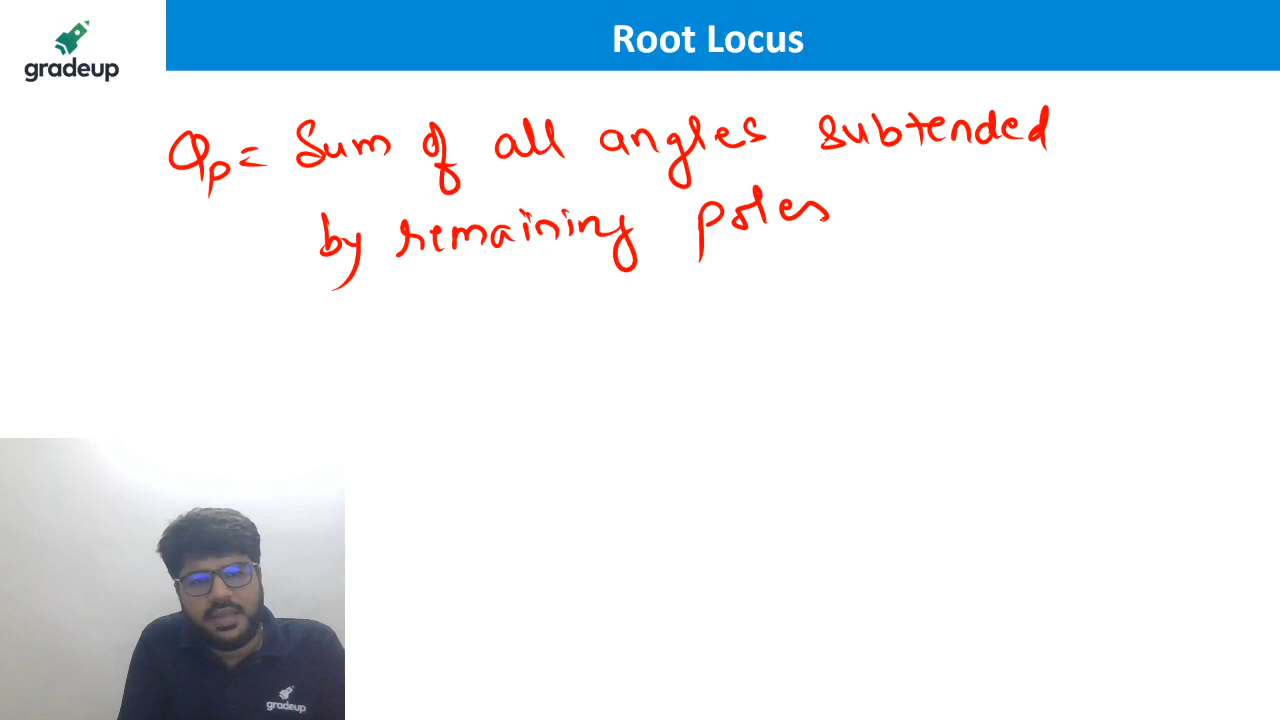 gradeup
Root Locus
Φp = Sum of all angles subtended
by remaining poles
gradeup